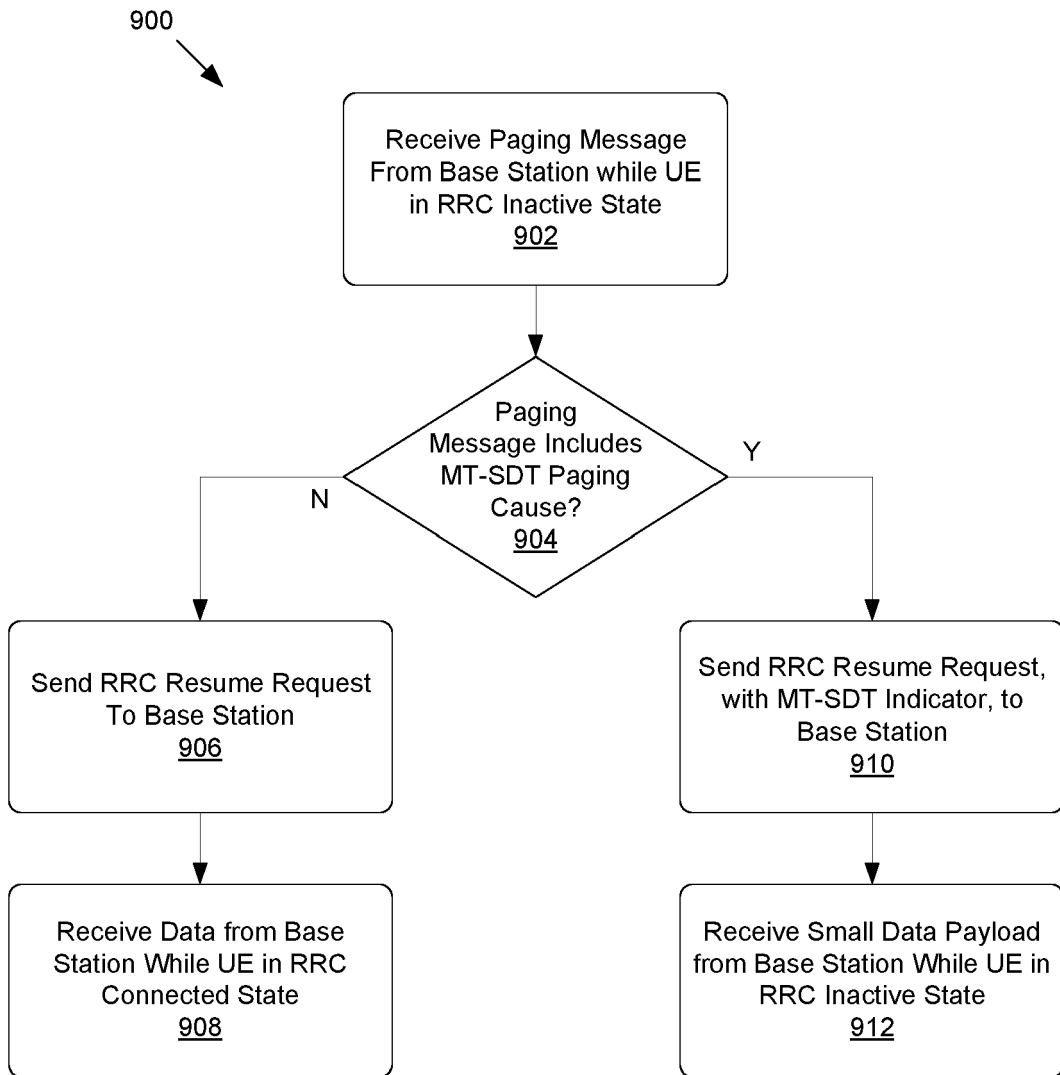 900
Receive Paging Message
From Base Station while UE
in RRC Inactive State
902
Paging
Message Includes
MT-SDT Paging
Cause?
904
N
Y
Send RRC Resume Request
To Base Station
906
Send RRC Resume Request,
with MT-SDT Indicator, to
Base Station
910
Receive Data from Base
Station While UE in RRC
Connected State
908
Receive Small Data Payload
from Base Station While UE in
RRC Inactive State
912